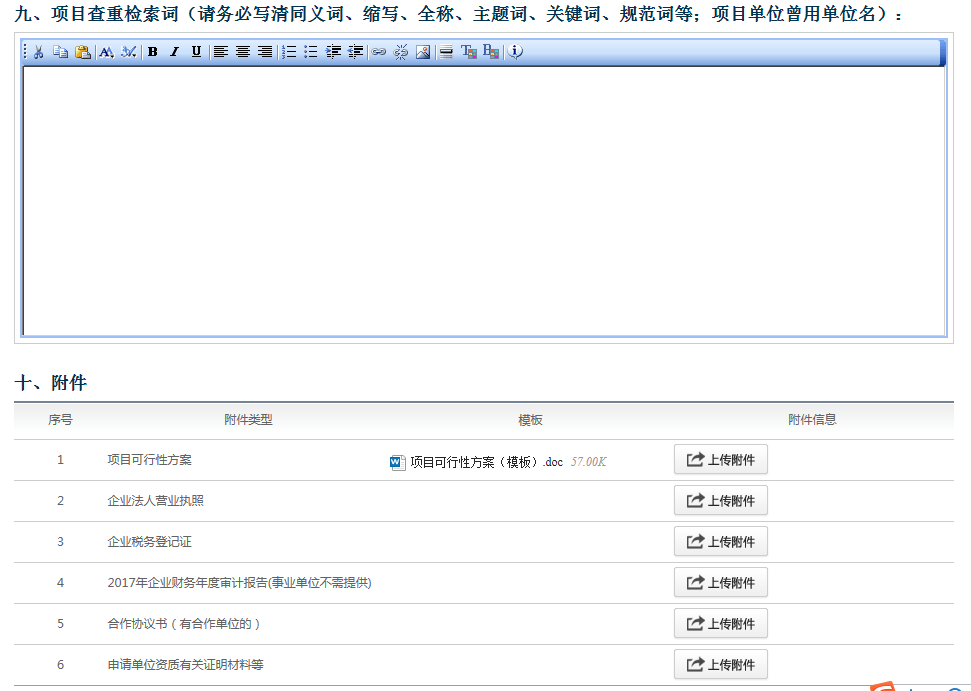 九、项目查重检索词（请务必写清同义词、缩写、全称、主题词、关键词、规范词等；项目单位曾用单位名）：
B I U
十、附件
序号 附件类型 模板 附件信息
1 项目可行性方案 项目可行性方案（模板）.doc 57.00K 上传附件
2 企业法人营业执照 上传附件
3 企业税务登记证 上传附件
4 2017年企业财务年度审计报告(事业单位不需提供) 上传附件
5 合作协议书（有合作单位的） 上传附件
6 申请单位资质有关证明材料等 上传附件